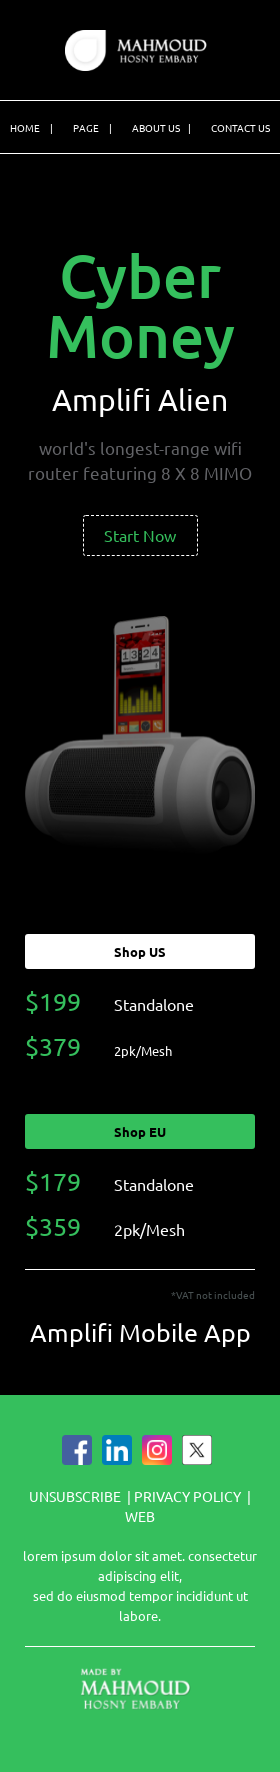 MAHMOUD
HOSNY EMBABY
HOME | PAGE | ABOUT US | CONTACT US
Cyber
Money
Amplifi Alien
world's longest-range wifi
router featuring 8 X 8 MIMO
Start Now
13 24
Shop US
$199 Standalone
$379 2pk/Mesh
Shop EU
$179 Standalone
$359 2pk/Mesh
*VAT not included
Amplifi Mobile App
UNSUBSCRIBE | PRIVACY POLICY |
WEB
lorem ipsum dolor sit amet. consectetur
adipiscing elit,
sed do eiusmod tempor incididunt ut
labore.
MADE BY
MAHMOUD
HOSNY EMBABY